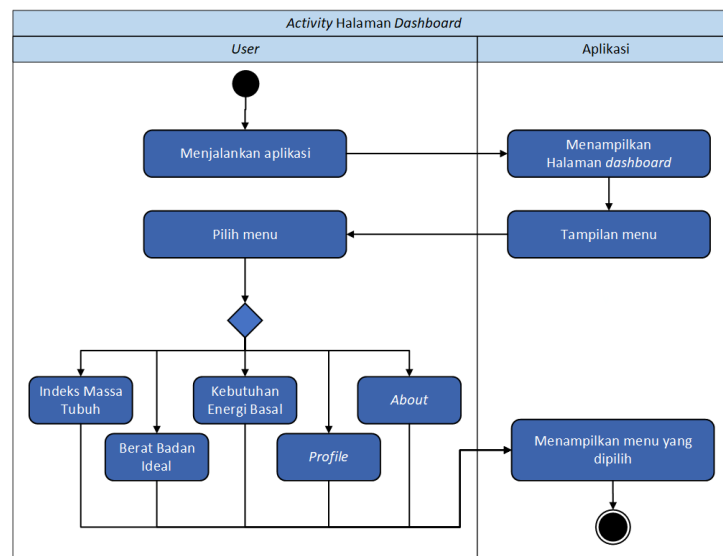 Activity Halaman Dashboard
User
Aplikasi
Menjalankan aplikasi
Menampilkan
Halaman dashboard
Pilih menu
Tampilan menu
Indeks Massa
Tubuh
Kebutuhan
Energi Basal
About
Berat Badan
Ideal
Profile
Menampilkan menu yang
dipilih